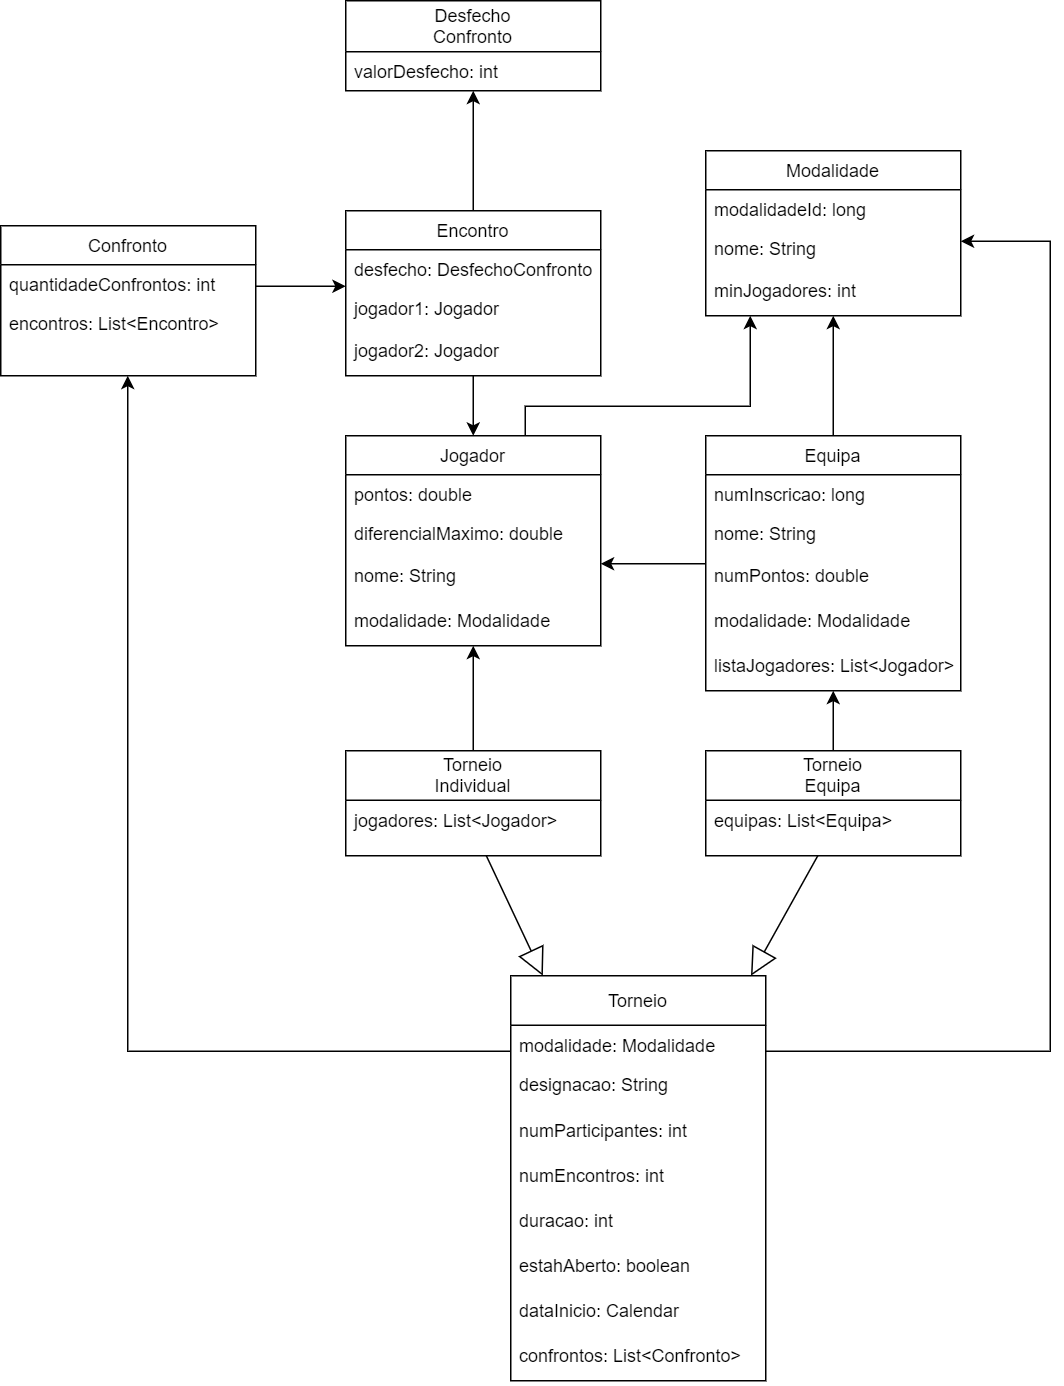 Desfecho
Confronto
valorDesfecho: int
Modalidade
modalidadeId: long
nome: String
minJogadores: int
Confronto
quantidadeConfrontos: int
encontros: List<Encontro>
Encontro
desfecho: DesfechoConfronto
jogador1: Jogador
jogador2: Jogador
Jogador
pontos: double
diferencialMaximo: double
nome: String
modalidade: Modalidade
Equipa
numInscricao: long
nome: String
numPontos: double
modalidade: Modalidade
listaJogadores: List<Jogador>
Torneio
Individual
jogadores: List<Jogador>
Torneio
Equipa
equipas: List<Equipa>
Torneio
modalidade: Modalidade
designacao: String
numParticipantes: int
numEncontros: int
duracao: int
estahAberto: boolean
dataInicio: Calendar
confrontos: List<Confronto>